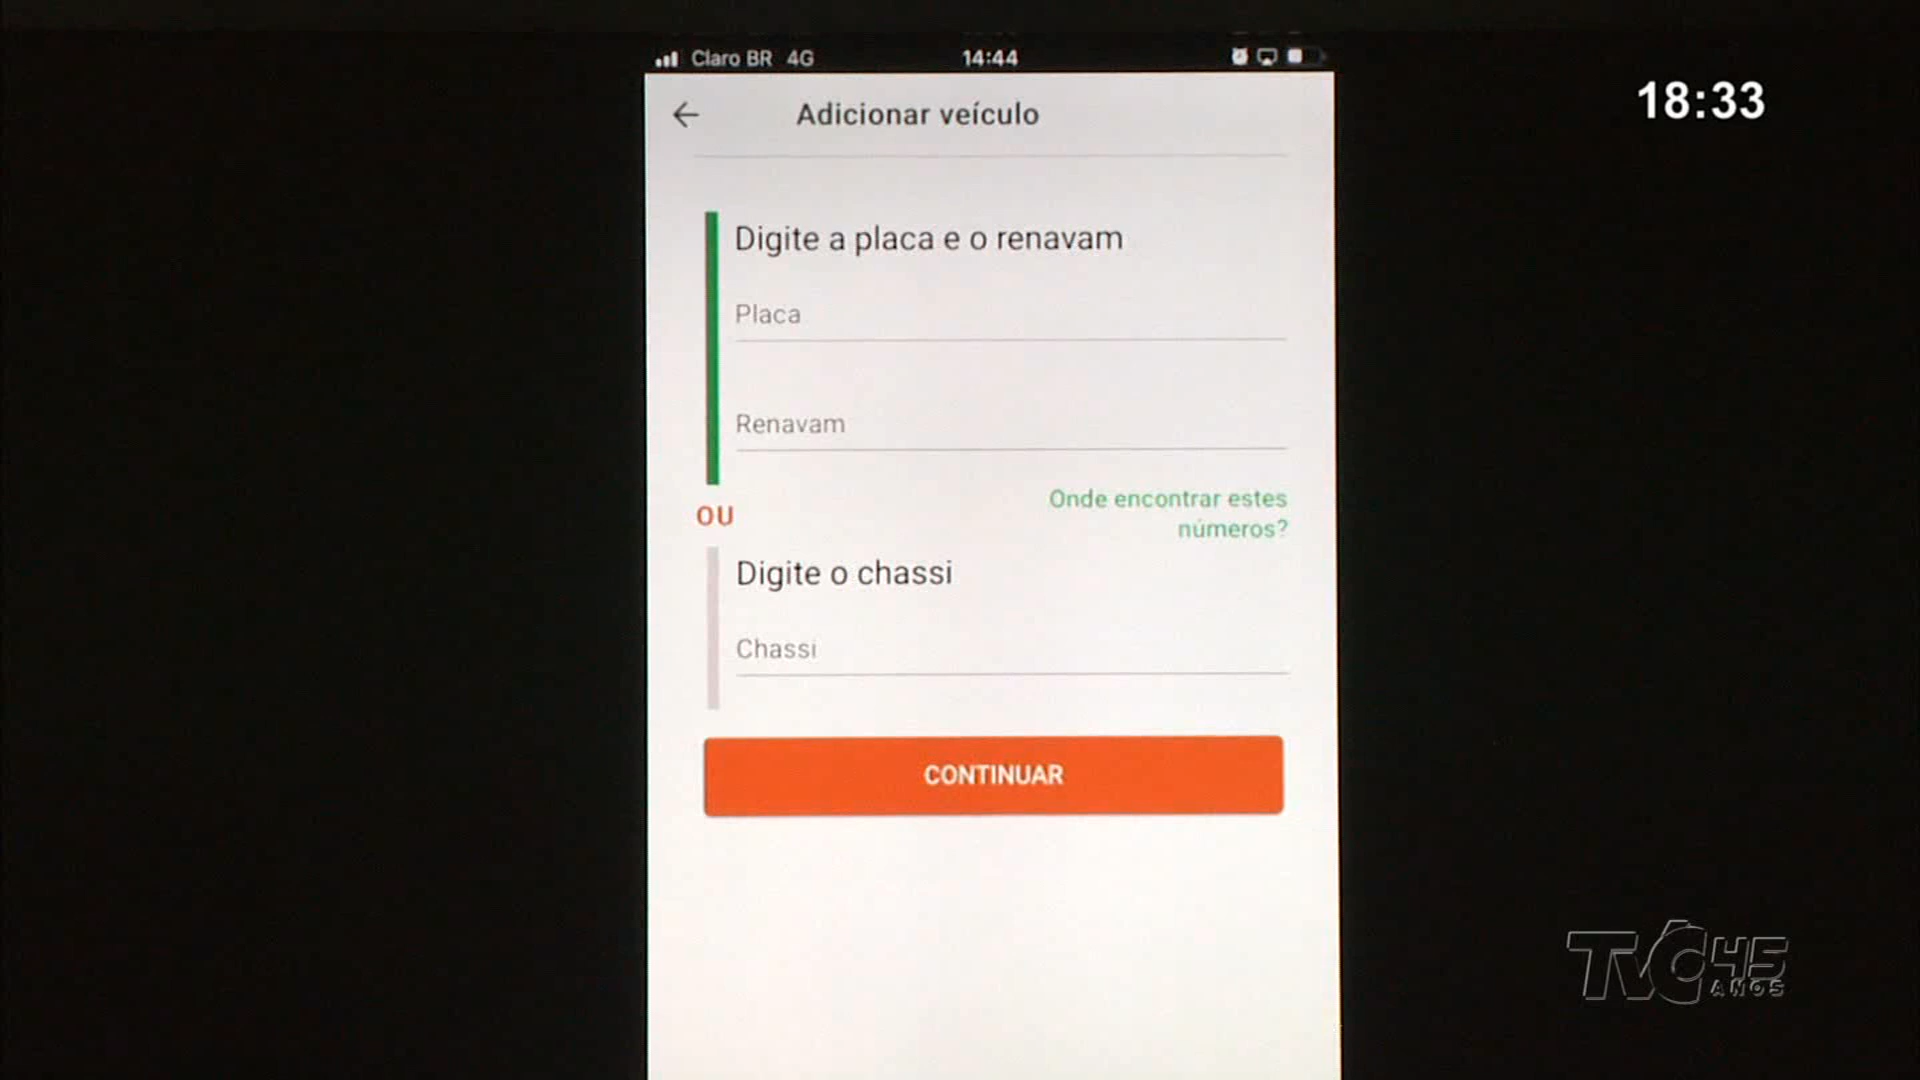 Claro BR 4G 14:44
18:33
Adicionar veículo
Digite a placa e o renavam
Placa
Renavam
Onde encontrar estes
números?
OU
Digite o chassi
Chassi
CONTINUAR
TVC 45
ANOS